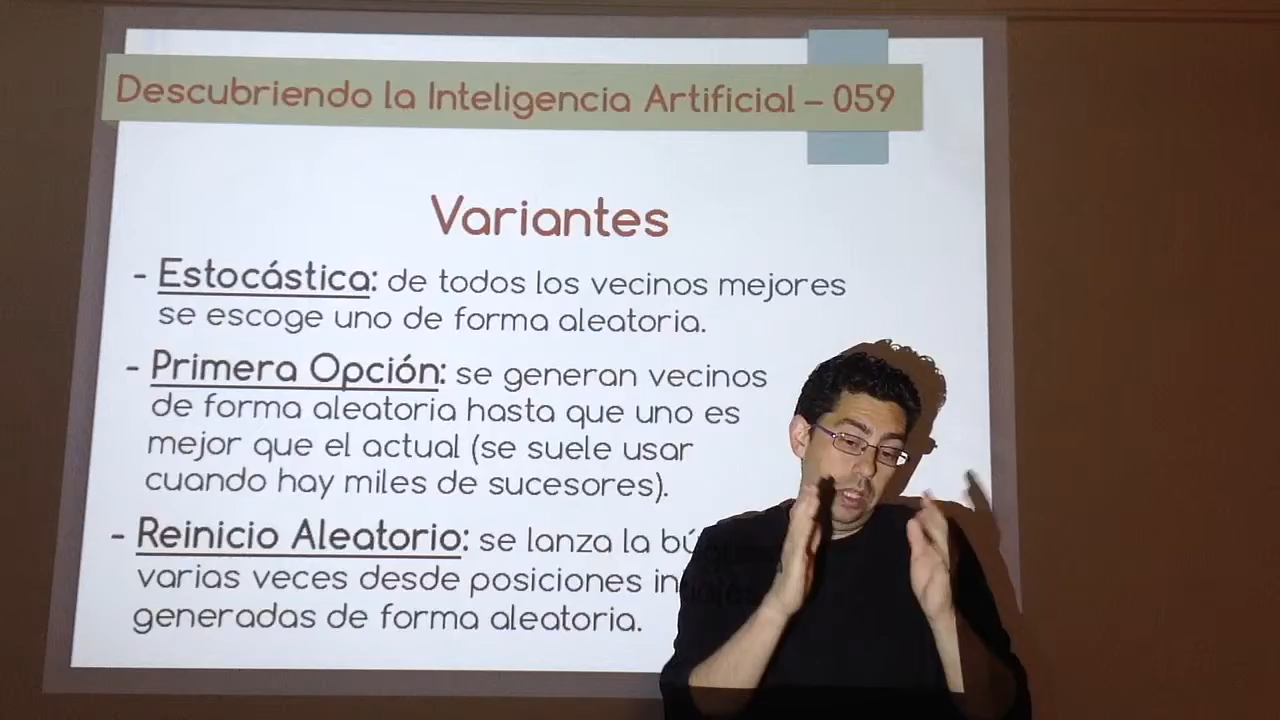 Descubriendo la Inteligencia Artificial – 059
Variantes
- Estocástica: de todos los vecinos mejores
se escoge uno de forma aleatoria.
- Primera Opción: se generan vecinos
de forma aleatoria hasta que uno es
mejor que el actual (se suele usar
cuando hay miles de sucesores).
- Reinicio Aleatorio: se lanza la búsqueda
varias veces desde posiciones iniciales
generadas de forma aleatoria.